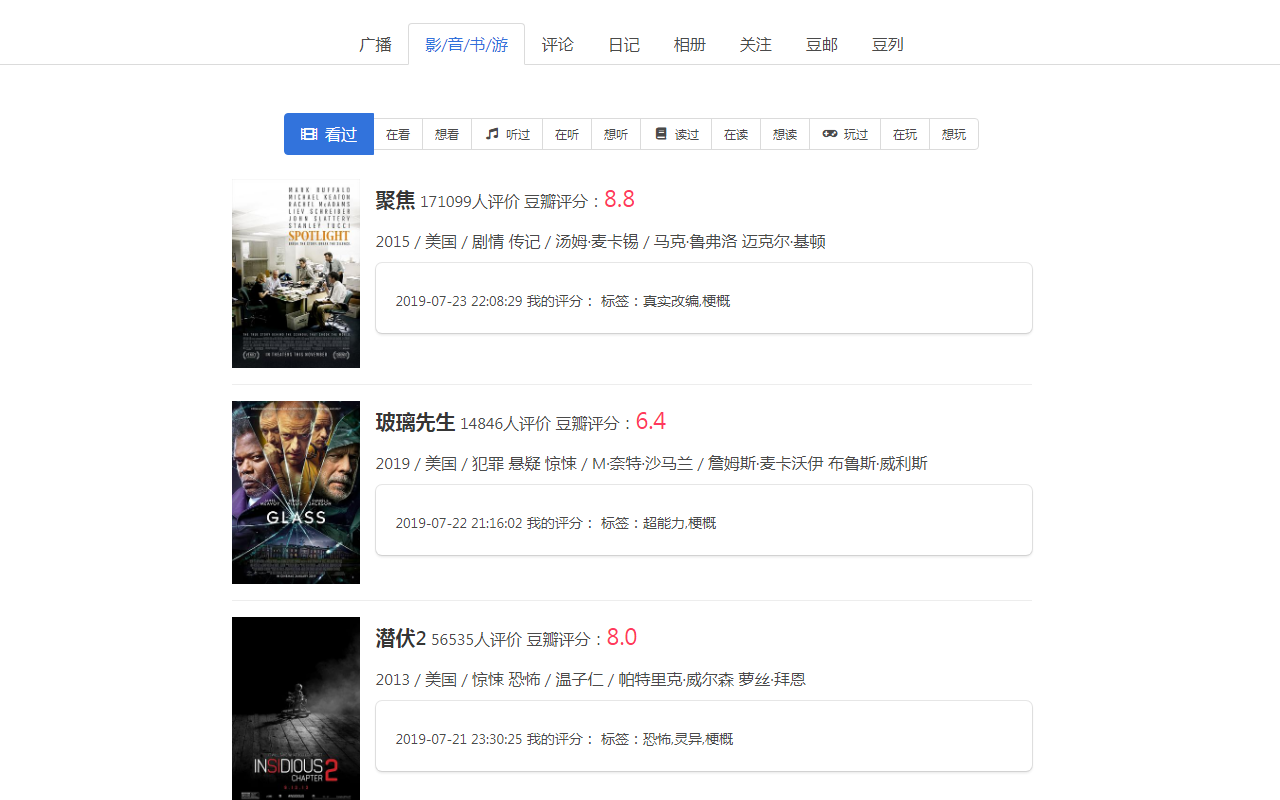 广播 影/音/书/游 评论 日记 相册 关注 豆邮 豆列
看过 在看 想看 听过 在听 想听 读过 在读 想读 玩过 在玩 想玩
MARK RUFFALO
MICHAEL KEATON
RACHEL McADAMS
LIEV SCHREIBER
JOHN SLATTERY
STANLEY TUCCI
SPOTLIGHT
聚焦 171099人评价 豆瓣评分：8.8
2015 / 美国 / 剧情 传记 / 汤姆·麦卡锡 / 马克·鲁弗洛 迈克尔·基顿
2019-07-23 22:08:29 我的评分： 标签：真实改编,梗概
IN THEATERS THIS NOVEMBER
GLASS
玻璃先生 14846人评价 豆瓣评分：6.4
2019 / 美国 / 犯罪 悬疑 惊悚 / M·奈特·沙马兰 / 詹姆斯·麦卡沃伊 布鲁斯·威利斯
2019-07-22 21:16:02 我的评分： 标签：超能力,梗概
潜伏2 56535人评价 豆瓣评分：8.0
2013 / 美国 / 惊悚 恐怖 / 温子仁 / 帕特里克·威尔森 萝丝·拜恩
2019-07-21 23:30:25 我的评分： 标签：恐怖,灵异,梗概
INSIDIOUS
CHAPTER 2
9.13.13